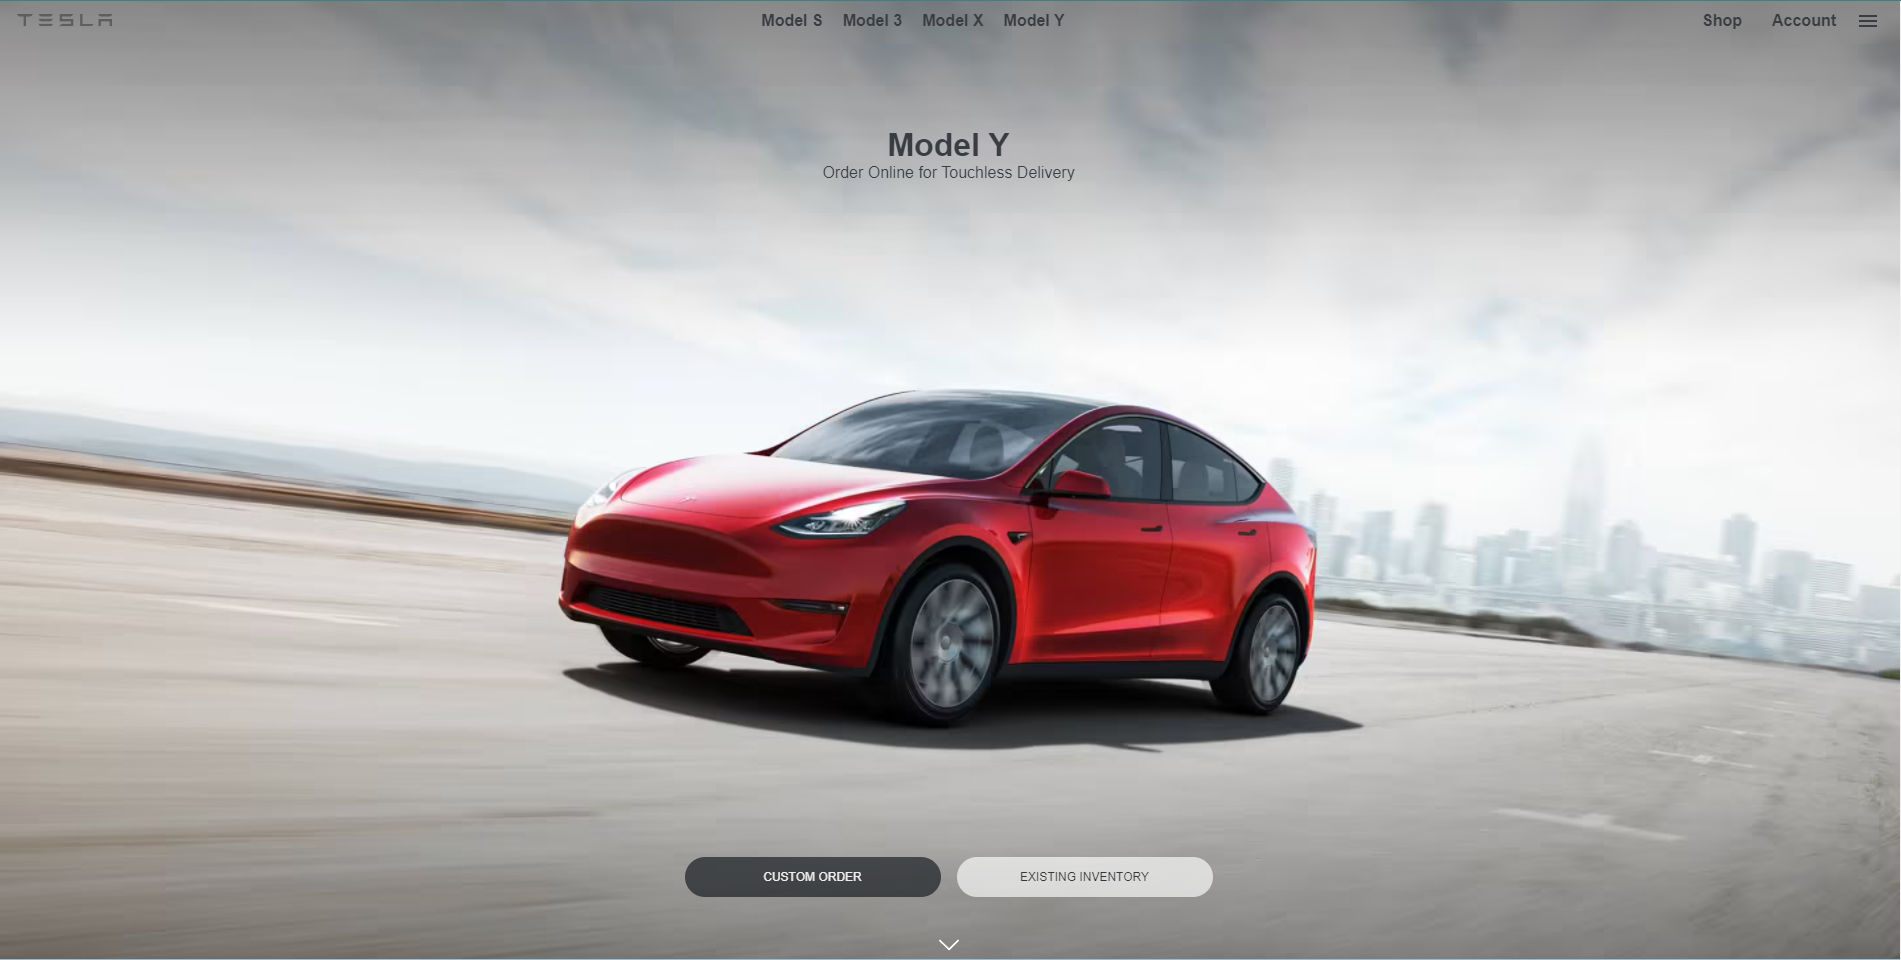 TESLA
Model S Model 3 Model X Model Y
Shop Account
Model Y
Order Online for Touchless Delivery
CUSTOM ORDER
EXISTING INVENTORY